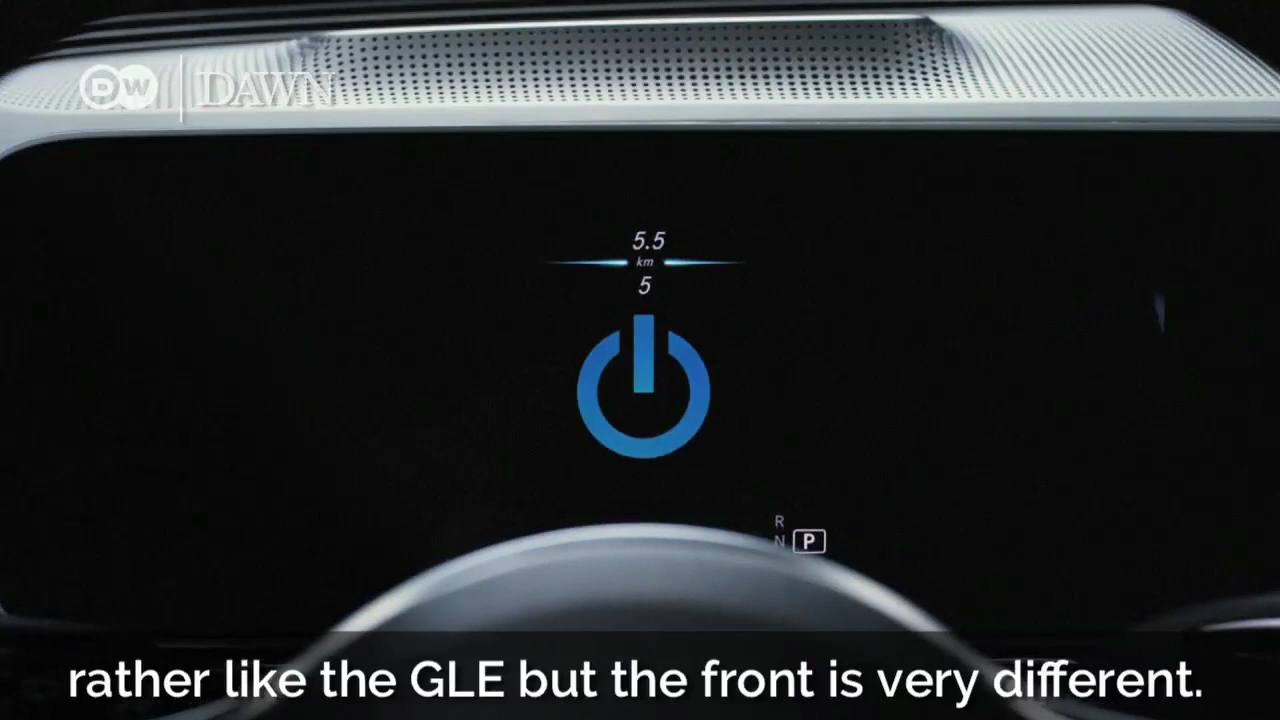 DW DAWN
5.5
km
5
R
N P
rather like the GLE but the front is very different.